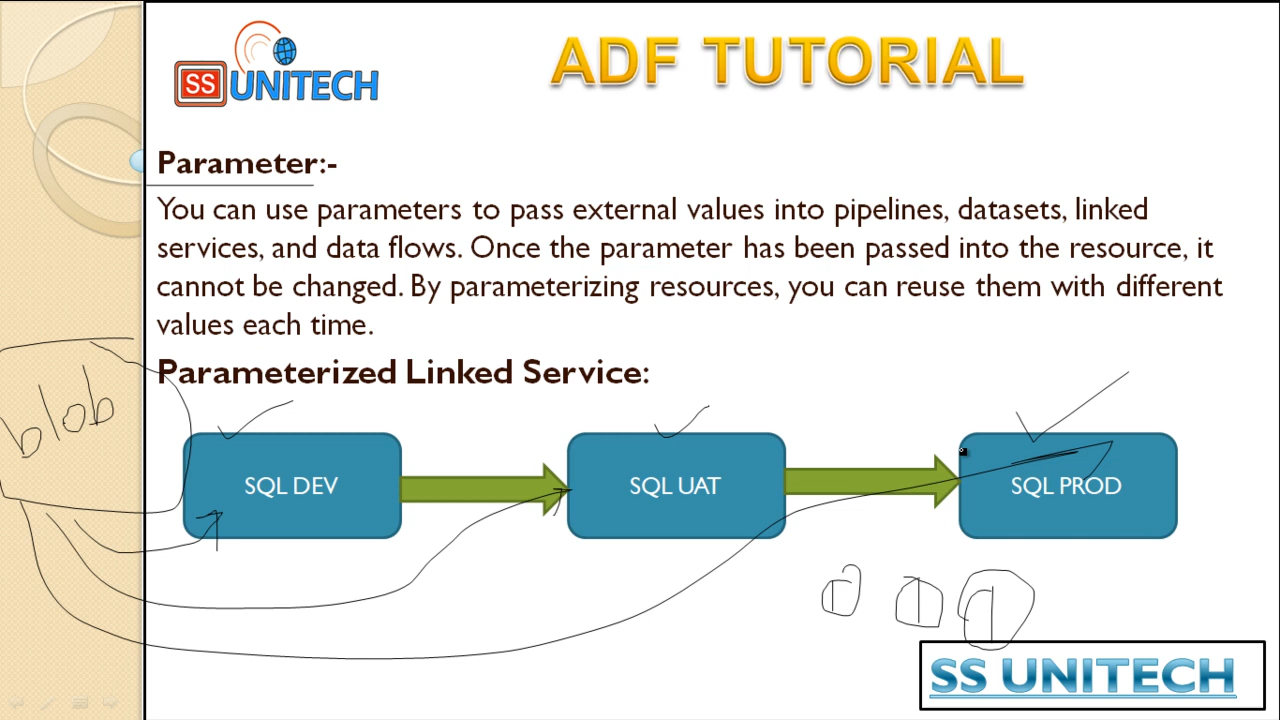 SS UNITECH
ADF TUTORIAL
Parameter:-
You can use parameters to pass external values into pipelines, datasets, linked
services, and data flows. Once the parameter has been passed into the resource, it
cannot be changed. By parameterizing resources, you can reuse them with different
values each time.
Parameterized Linked Service:
blob
SQL DEV
SQL UAT
SQL PROD
SS UNITECH